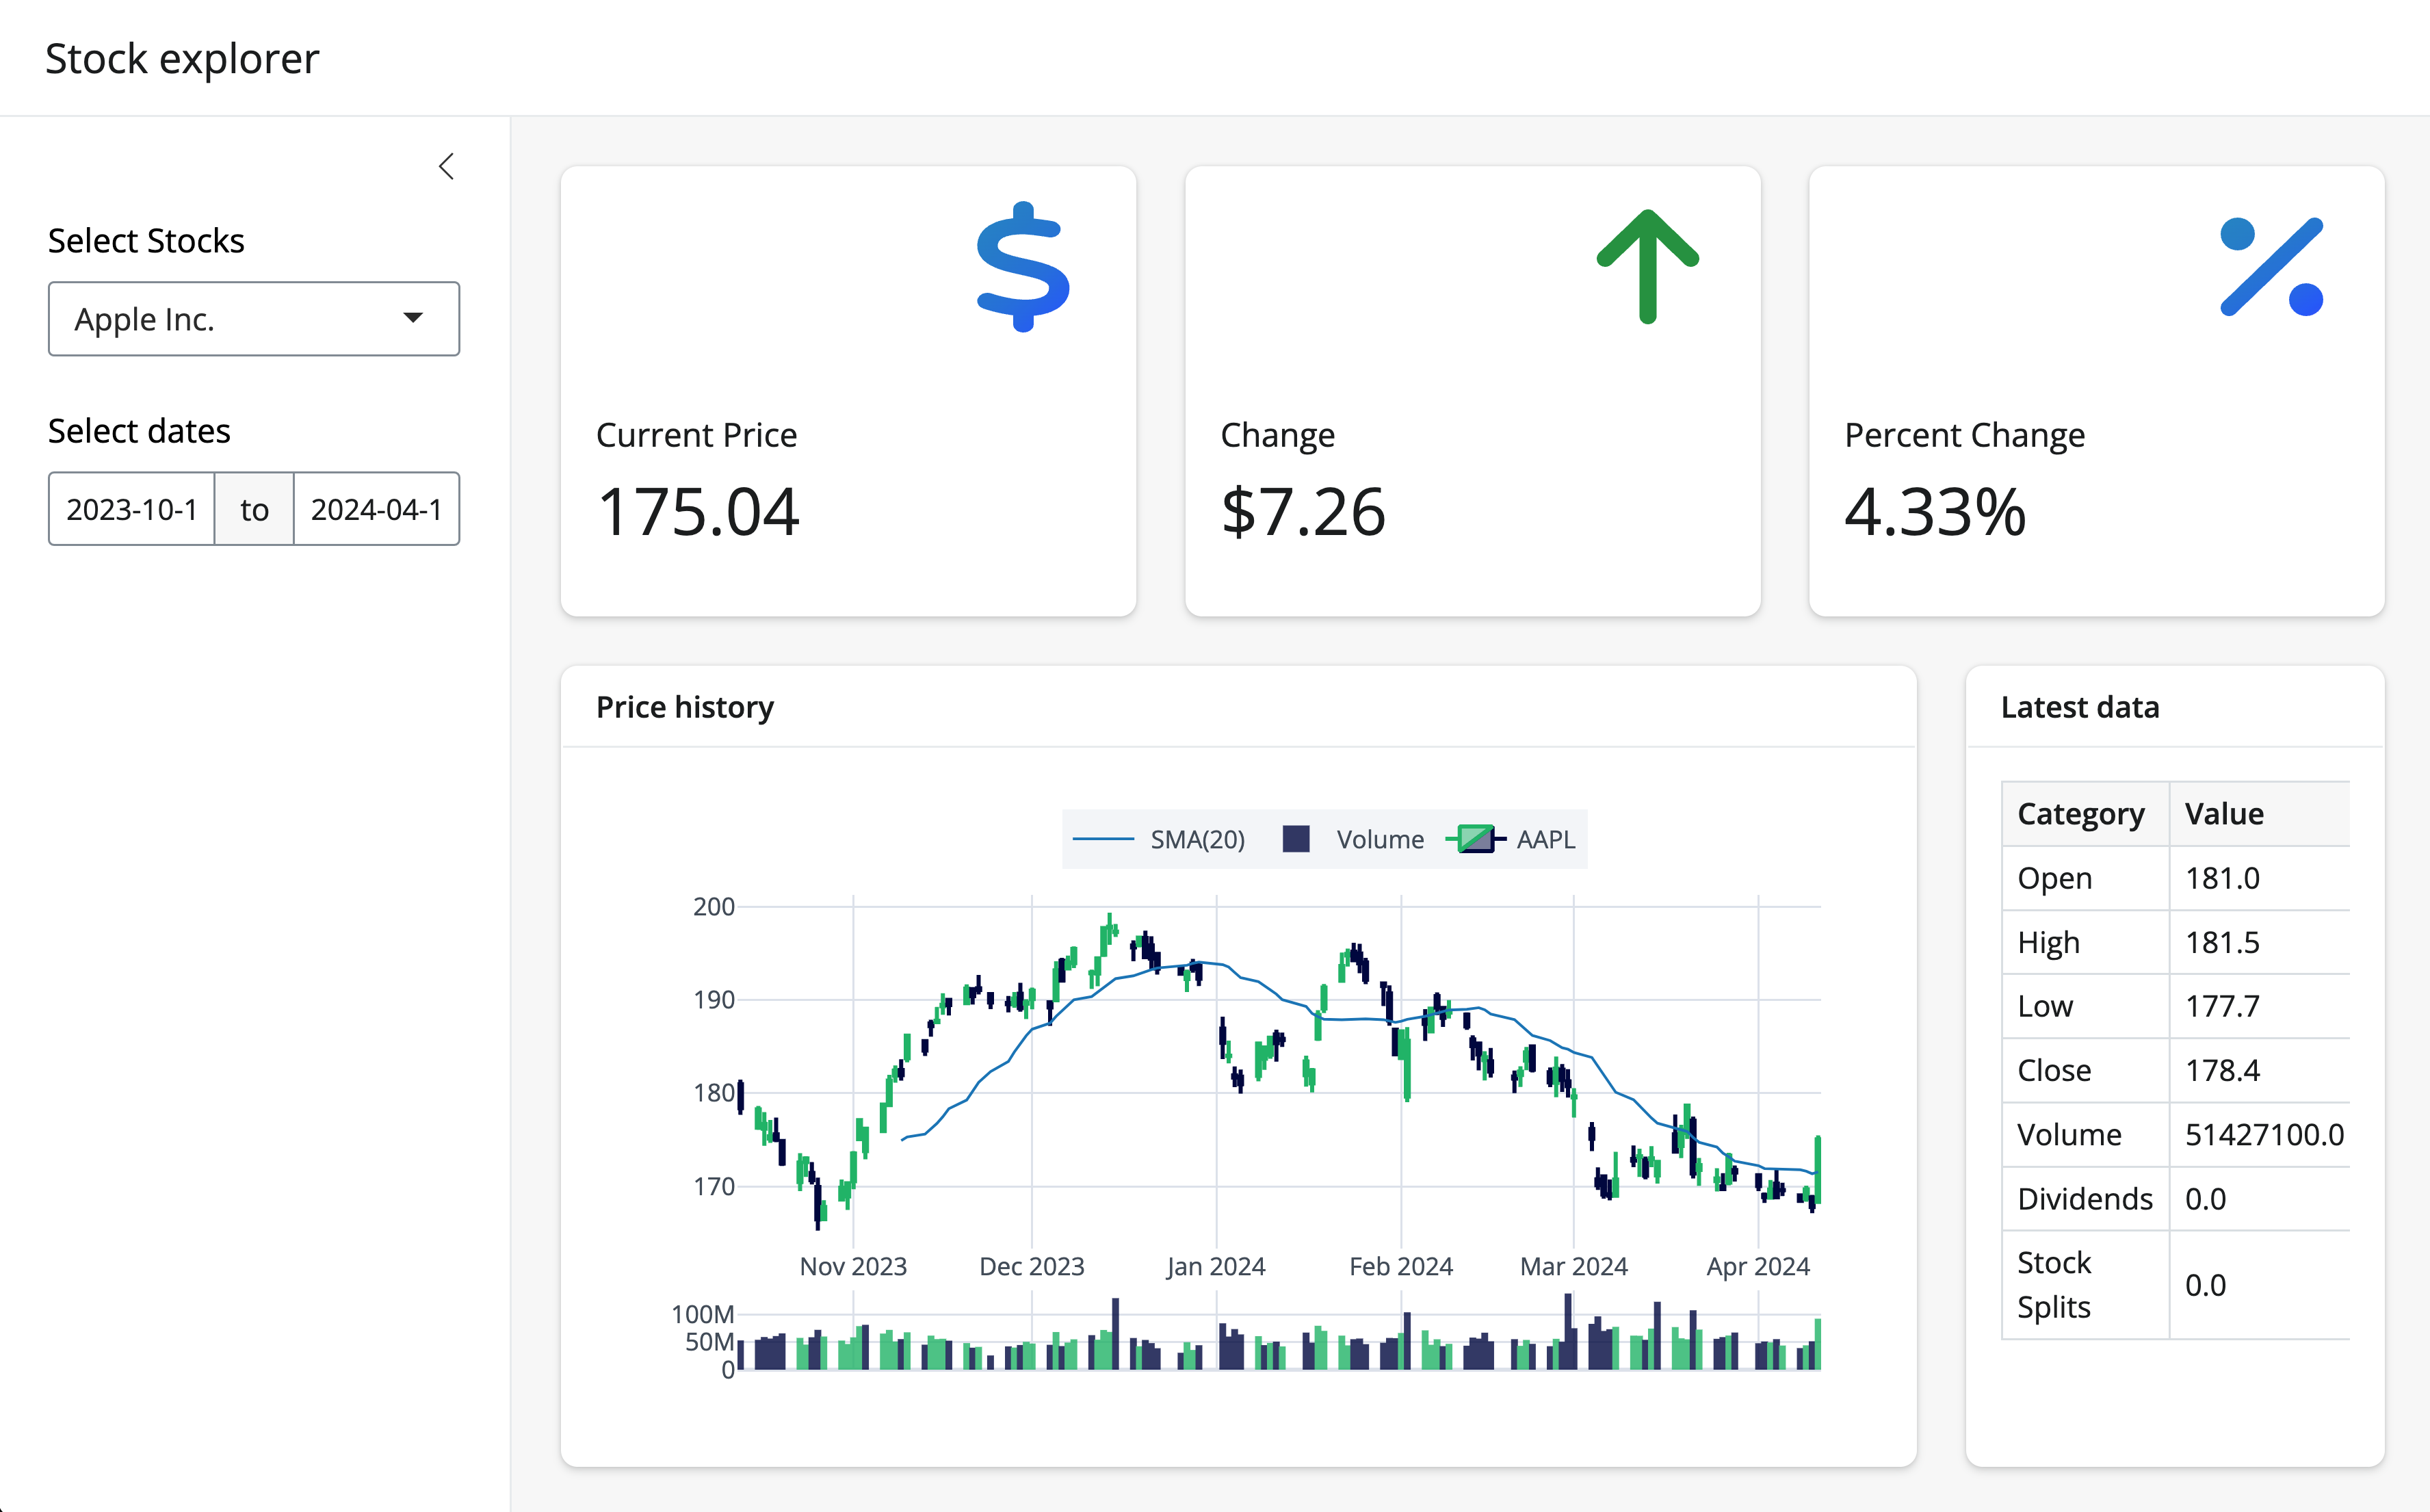 Stock explorer
Select Stocks
Apple Inc.
Select dates
2023-10-1 to 2024-04-1
Current Price
175.04
Change
$7.26
Percent Change
4.33%
Price history
SMA(20) Volume AAPL
200
190
180
170
Nov 2023 Dec 2023 Jan 2024 Feb 2024 Mar 2024 Apr 2024
100M
50M
0
Latest data
Category Value
Open 181.0
High 181.5
Low 177.7
Close 178.4
Volume 51427100.0
Dividends 0.0
Stock
Splits
0.0